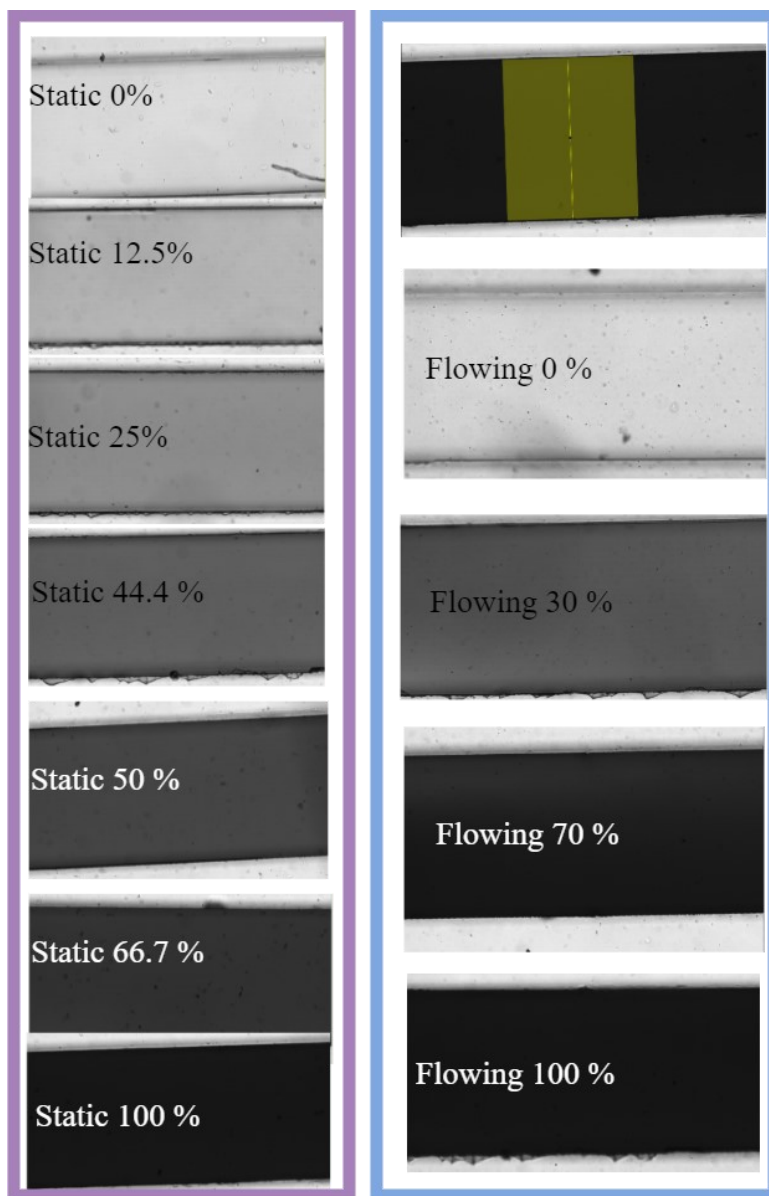 Static 0%
Static 12.5%
Static 25%
Static 44.4 %
Static 50 %
Static 66.7 %
Static 100 %
Flowing 0 %
Flowing 30 %
Flowing 70 %
Flowing 100 %